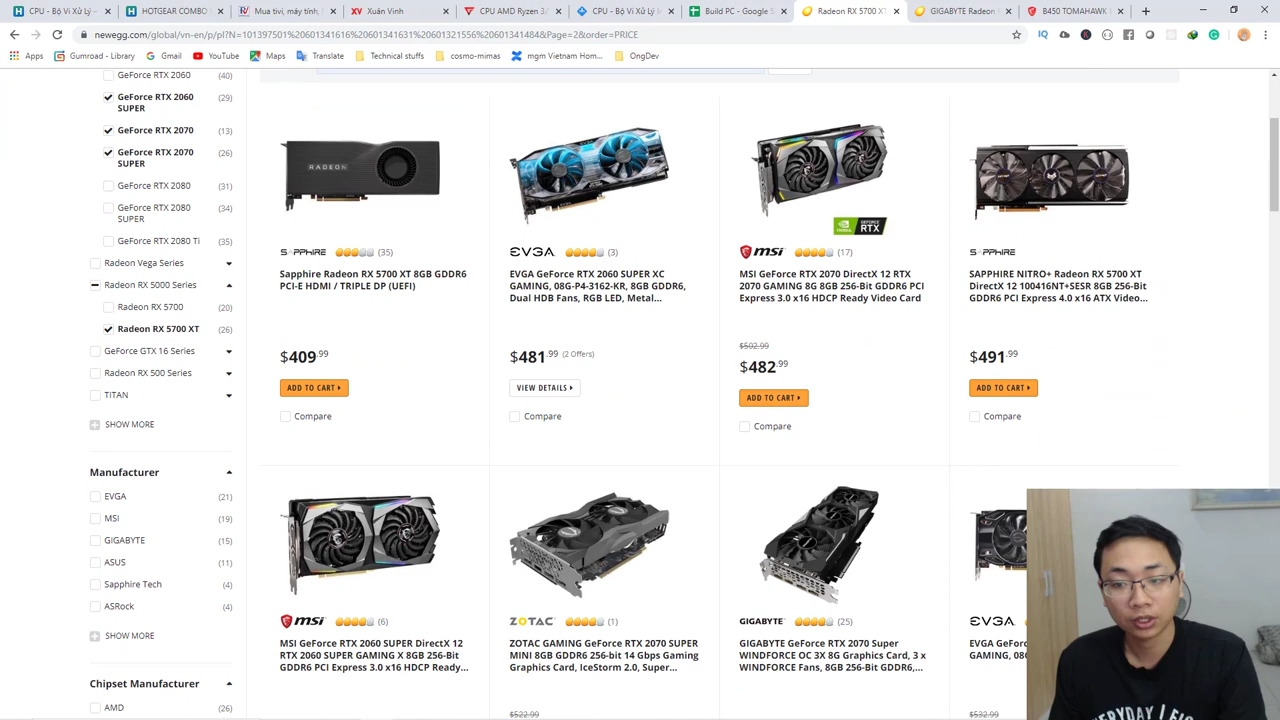 CPU - Bộ Vi Xử Lý
HOTGEAR COMBO
Mua tivi, máy tính,
Xuân Vinh
CPU AMD Ryzen 3
CPU - Bộ Vi Xử Lý I
Build PC - Google S
Radeon RX 5700 XT
GIGABYTE Radeon
B450 TOMAHAWK
newegg.com/global/vn-en/p/pl?N=101397501%20601341616%20601341631%20601321556%20601341484&Page=2&order=PRICE
Apps
Gumroad - Library
Gmail
YouTube
Maps
Translate
Technical stuffs
cosmo-mimas
mgm Vietnam Hom...
OngDev
GeForce RTX 2060 (40)
GeForce RTX 2060 (29)
SUPER
GeForce RTX 2070 (13)
GeForce RTX 2070 (26)
SUPER
GeForce RTX 2080 (31)
GeForce RTX 2080 (34)
SUPER
GeForce RTX 2080 Ti (35)
Radeon Vega Series
Radeon RX 5000 Series
Radeon RX 5700 (20)
Radeon RX 5700 XT (26)
GeForce GTX 16 Series
Radeon RX 500 Series
TITAN
SHOW MORE
Manufacturer
EVGA (21)
MSI (19)
GIGABYTE (15)
ASUS (11)
Sapphire Tech (4)
ASRock (4)
SHOW MORE
Chipset Manufacturer
AMD (26)
RADEON
SAPPHIRE (35)
Sapphire Radeon RX 5700 XT 8GB GDDR6
PCI-E HDMI / TRIPLE DP (UEFI)
$409.99
ADD TO CART
Compare
EVGA (3)
EVGA GeForce RTX 2060 SUPER XC
GAMING, 08G-P4-3162-KR, 8GB GDDR6,
Dual HDB Fans, RGB LED, Metal...
$481.99 (2 Offers)
VIEW DETAILS
Compare
NVIDIA GEFORCE RTX
msi (17)
MSI GeForce RTX 2070 DirectX 12 RTX
2070 GAMING 8G 8GB 256-Bit GDDR6 PCI
Express 3.0 x16 HDCP Ready Video Card
$502.99
$482.99
ADD TO CART
Compare
SAPPHIRE
SAPPHIRE NITRO+ Radeon RX 5700 XT
DirectX 12 100416NT+SESR 8GB 256-Bit
GDDR6 PCI Express 4.0 x16 ATX Video...
$491.99
ADD TO CART
Compare
msi (6)
MSI GeForce RTX 2060 SUPER DirectX 12
RTX 2060 SUPER GAMING X 8GB 256-Bit
GDDR6 PCI Express 3.0 x16 HDCP Ready...
ZOTAC (1)
ZOTAC GAMING GeForce RTX 2070 SUPER
MINI 8GB GDDR6 256-bit 14 Gbps Gaming
Graphics Card, IceStorm 2.0, Super...
$522.99
GIGABYTE (25)
GIGABYTE GeForce RTX 2070 Super
WINDFORCE OC 3X 8G Graphics Card, 3 x
WINDFORCE Fans, 8GB 256-Bit GDDR6,...
EVGA
EVGA GeF
GAMING, 08
$532.99
EVERYDAY I